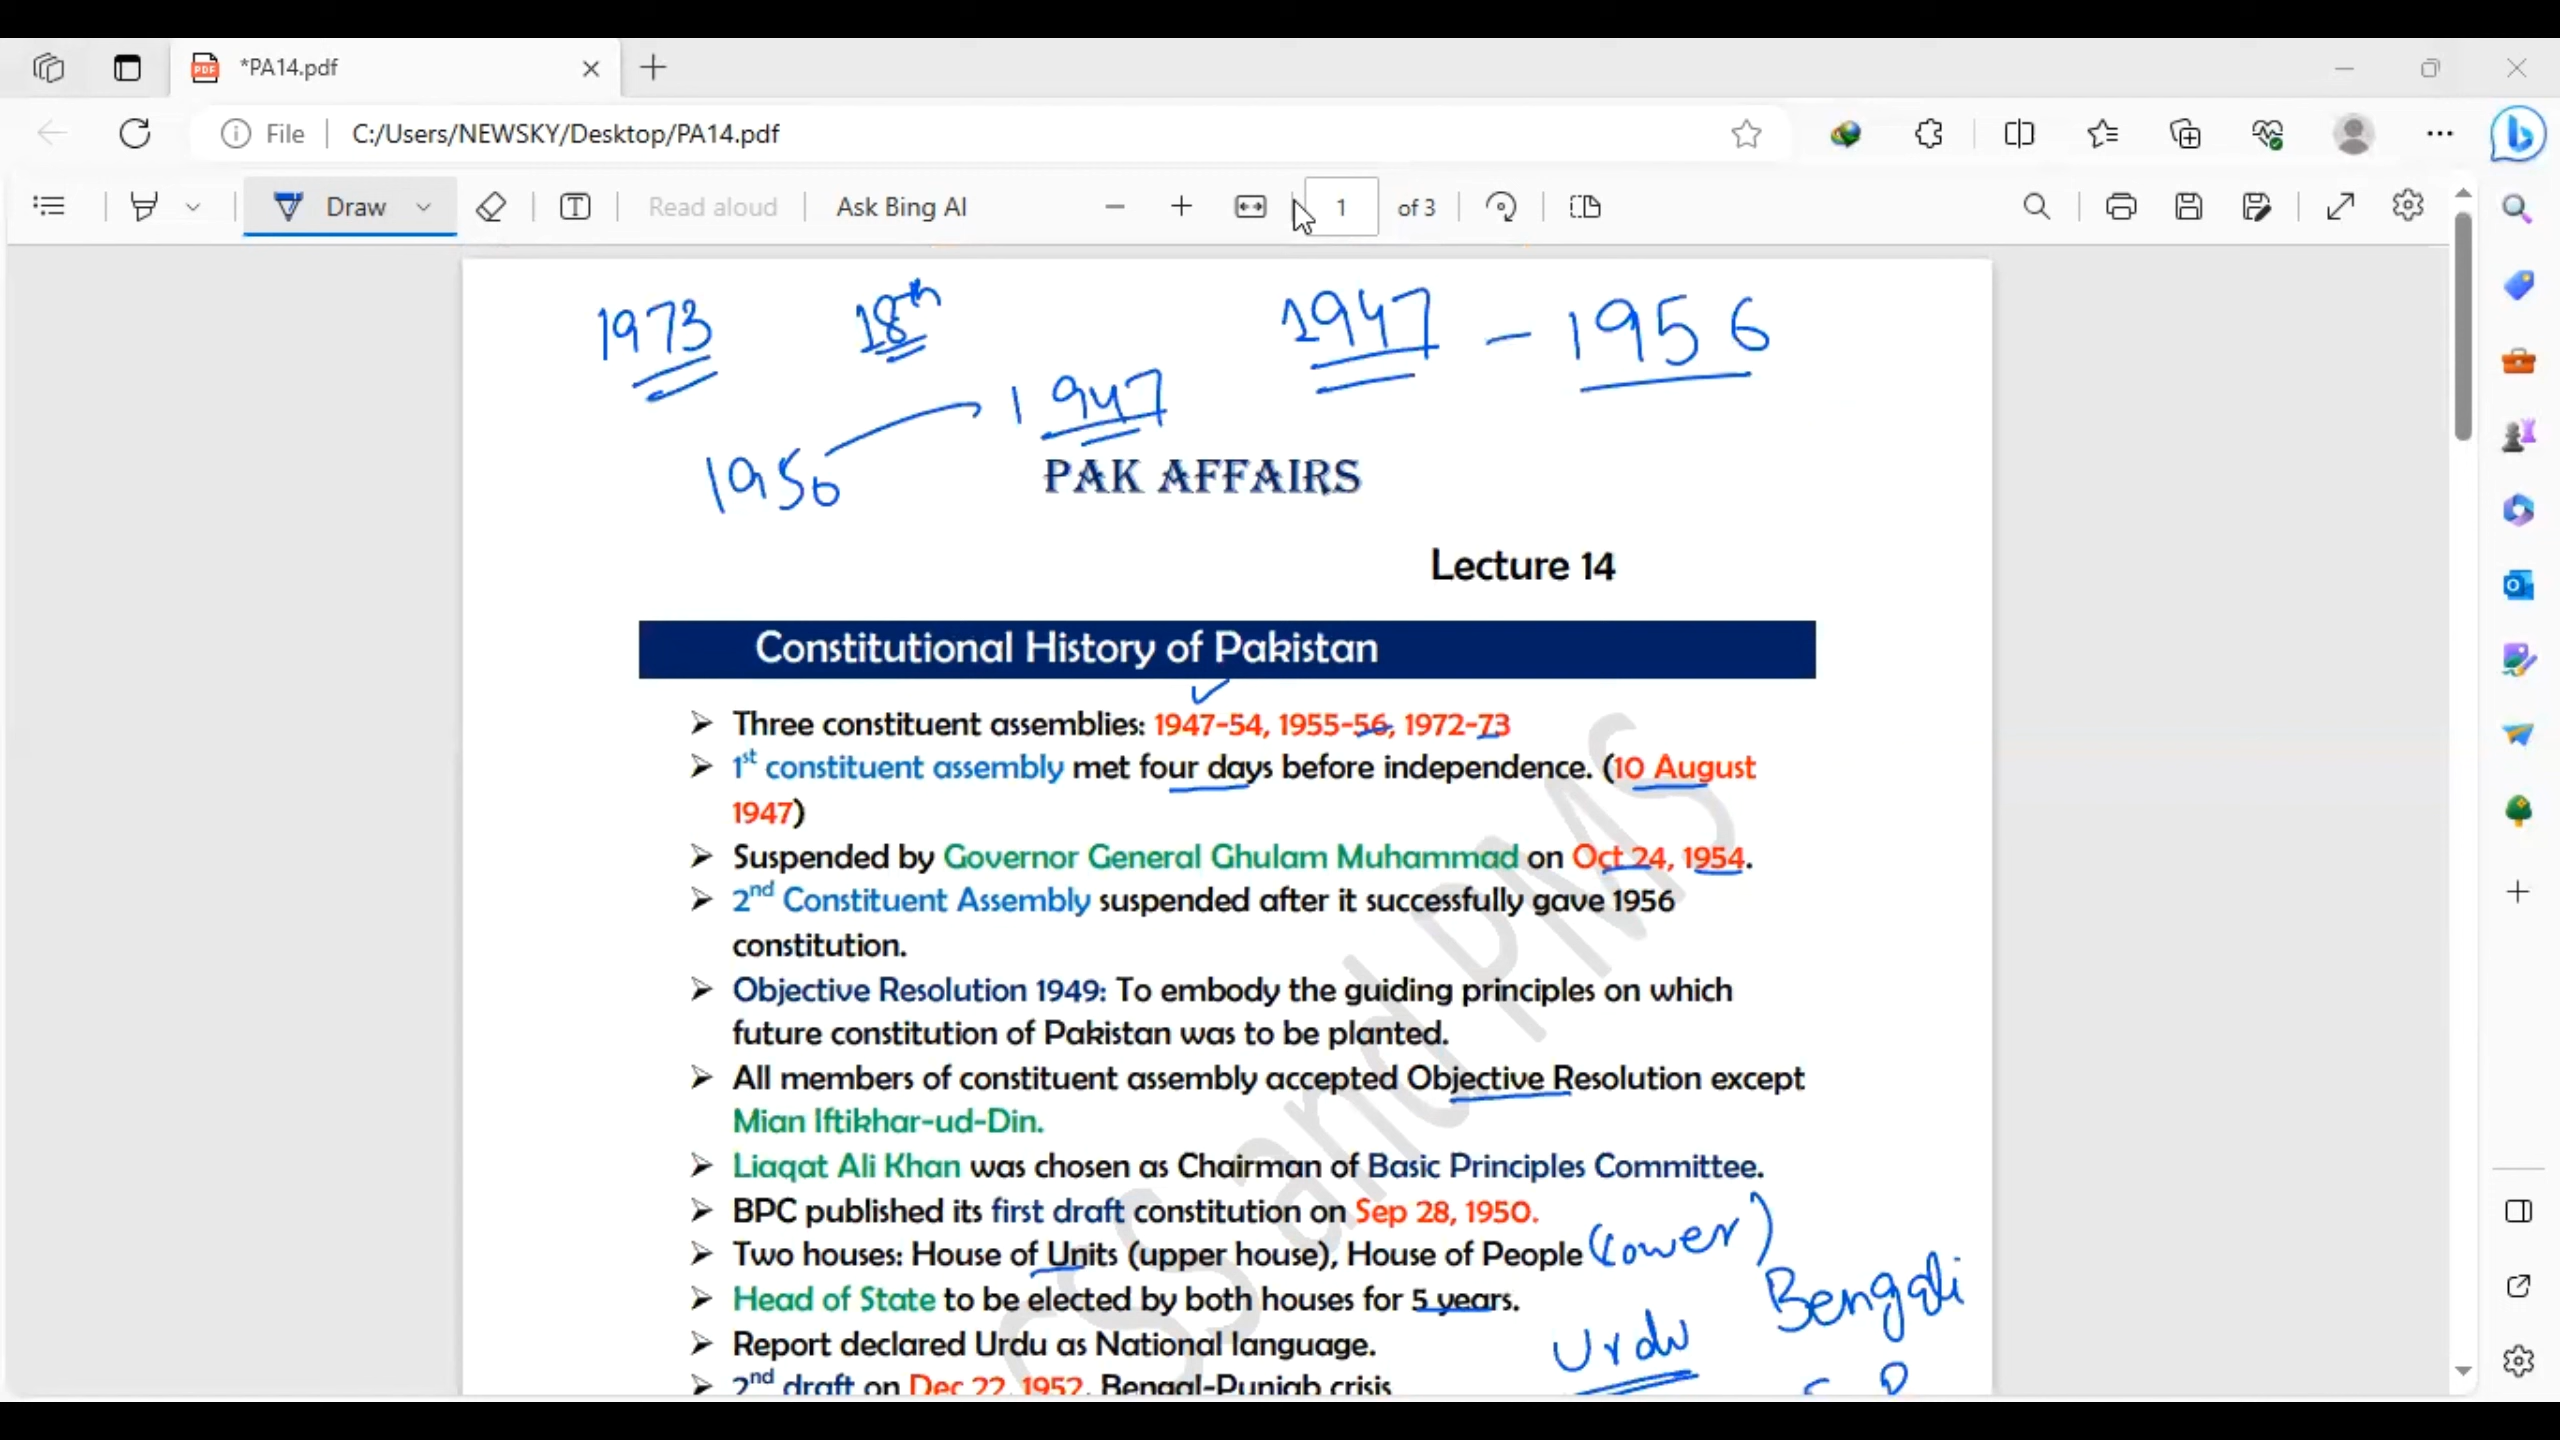 *PA14.pdf
File C:/Users/NEWSKY/Desktop/PA14.pdf
Draw Read aloud Ask Bing AI 1 of 3
1973 18th 1947 - 1956
1956 1947
PAK AFFAIRS
Lecture 14
Constitutional History of Pakistan
➢ Three constituent assemblies: 1947-54, 1955-56, 1972-73
➢ 1st constituent assembly met four days before independence. (10 August
1947)
➢ Suspended by Governor General Ghulam Muhammad on Oct 24, 1954.
➢ 2nd Constituent Assembly suspended after it successfully gave 1956
constitution.
➢ Objective Resolution 1949: To embody the guiding principles on which
future constitution of Pakistan was to be planted.
➢ All members of constituent assembly accepted Objective Resolution except
Mian Iftikhar-ud-Din.
➢ Liaqat Ali Khan was chosen as Chairman of Basic Principles Committee.
➢ BPC published its first draft constitution on Sep 28, 1950.
➢ Two houses: House of Units (upper house), House of People (lower)
➢ Head of State to be elected by both houses for 5 years. Bengali
➢ Report declared Urdu as National language. Urdu
➢ 2nd draft on Dec 22, 1952. Bengal-Punjab crisis
CSS and PMS